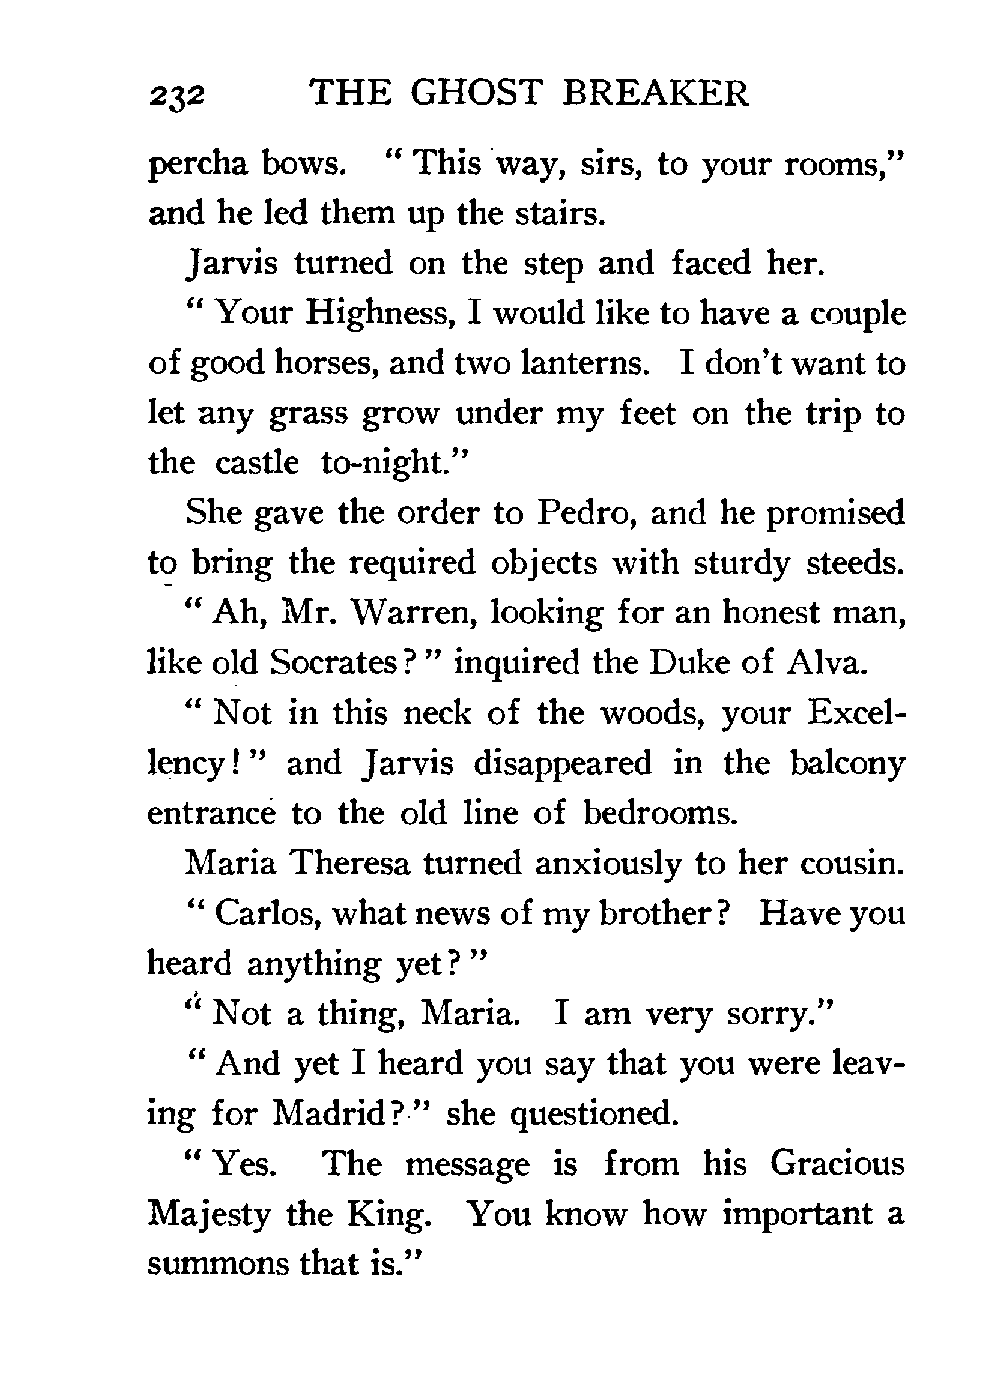 232 THE GHOST BREAKER
percha bows. “ This way, sirs, to your rooms,”
and he led them up the stairs.
Jarvis turned on the step and faced her.
“ Your Highness, I would like to have a couple
of good horses, and two lanterns. I don’t want to
let any grass grow under my feet on the trip to
the castle to-night.”
She gave the order to Pedro, and he promised
to bring the required objects with sturdy steeds.
“ Ah, Mr. Warren, looking for an honest man,
like old Socrates? ” inquired the Duke of Alva.
“ Not in this neck of the woods, your Excel-
lency! ” and Jarvis disappeared in the balcony
entrance to the old line of bedrooms.
Maria Theresa turned anxiously to her cousin.
“ Carlos, what news of my brother? Have you
heard anything yet? ”
“ Not a thing, Maria. I am very sorry.”
“ And yet I heard you say that you were leav-
ing for Madrid? ” she questioned.
“ Yes. The message is from his Gracious
Majesty the King. You know how important a
summons that is.”